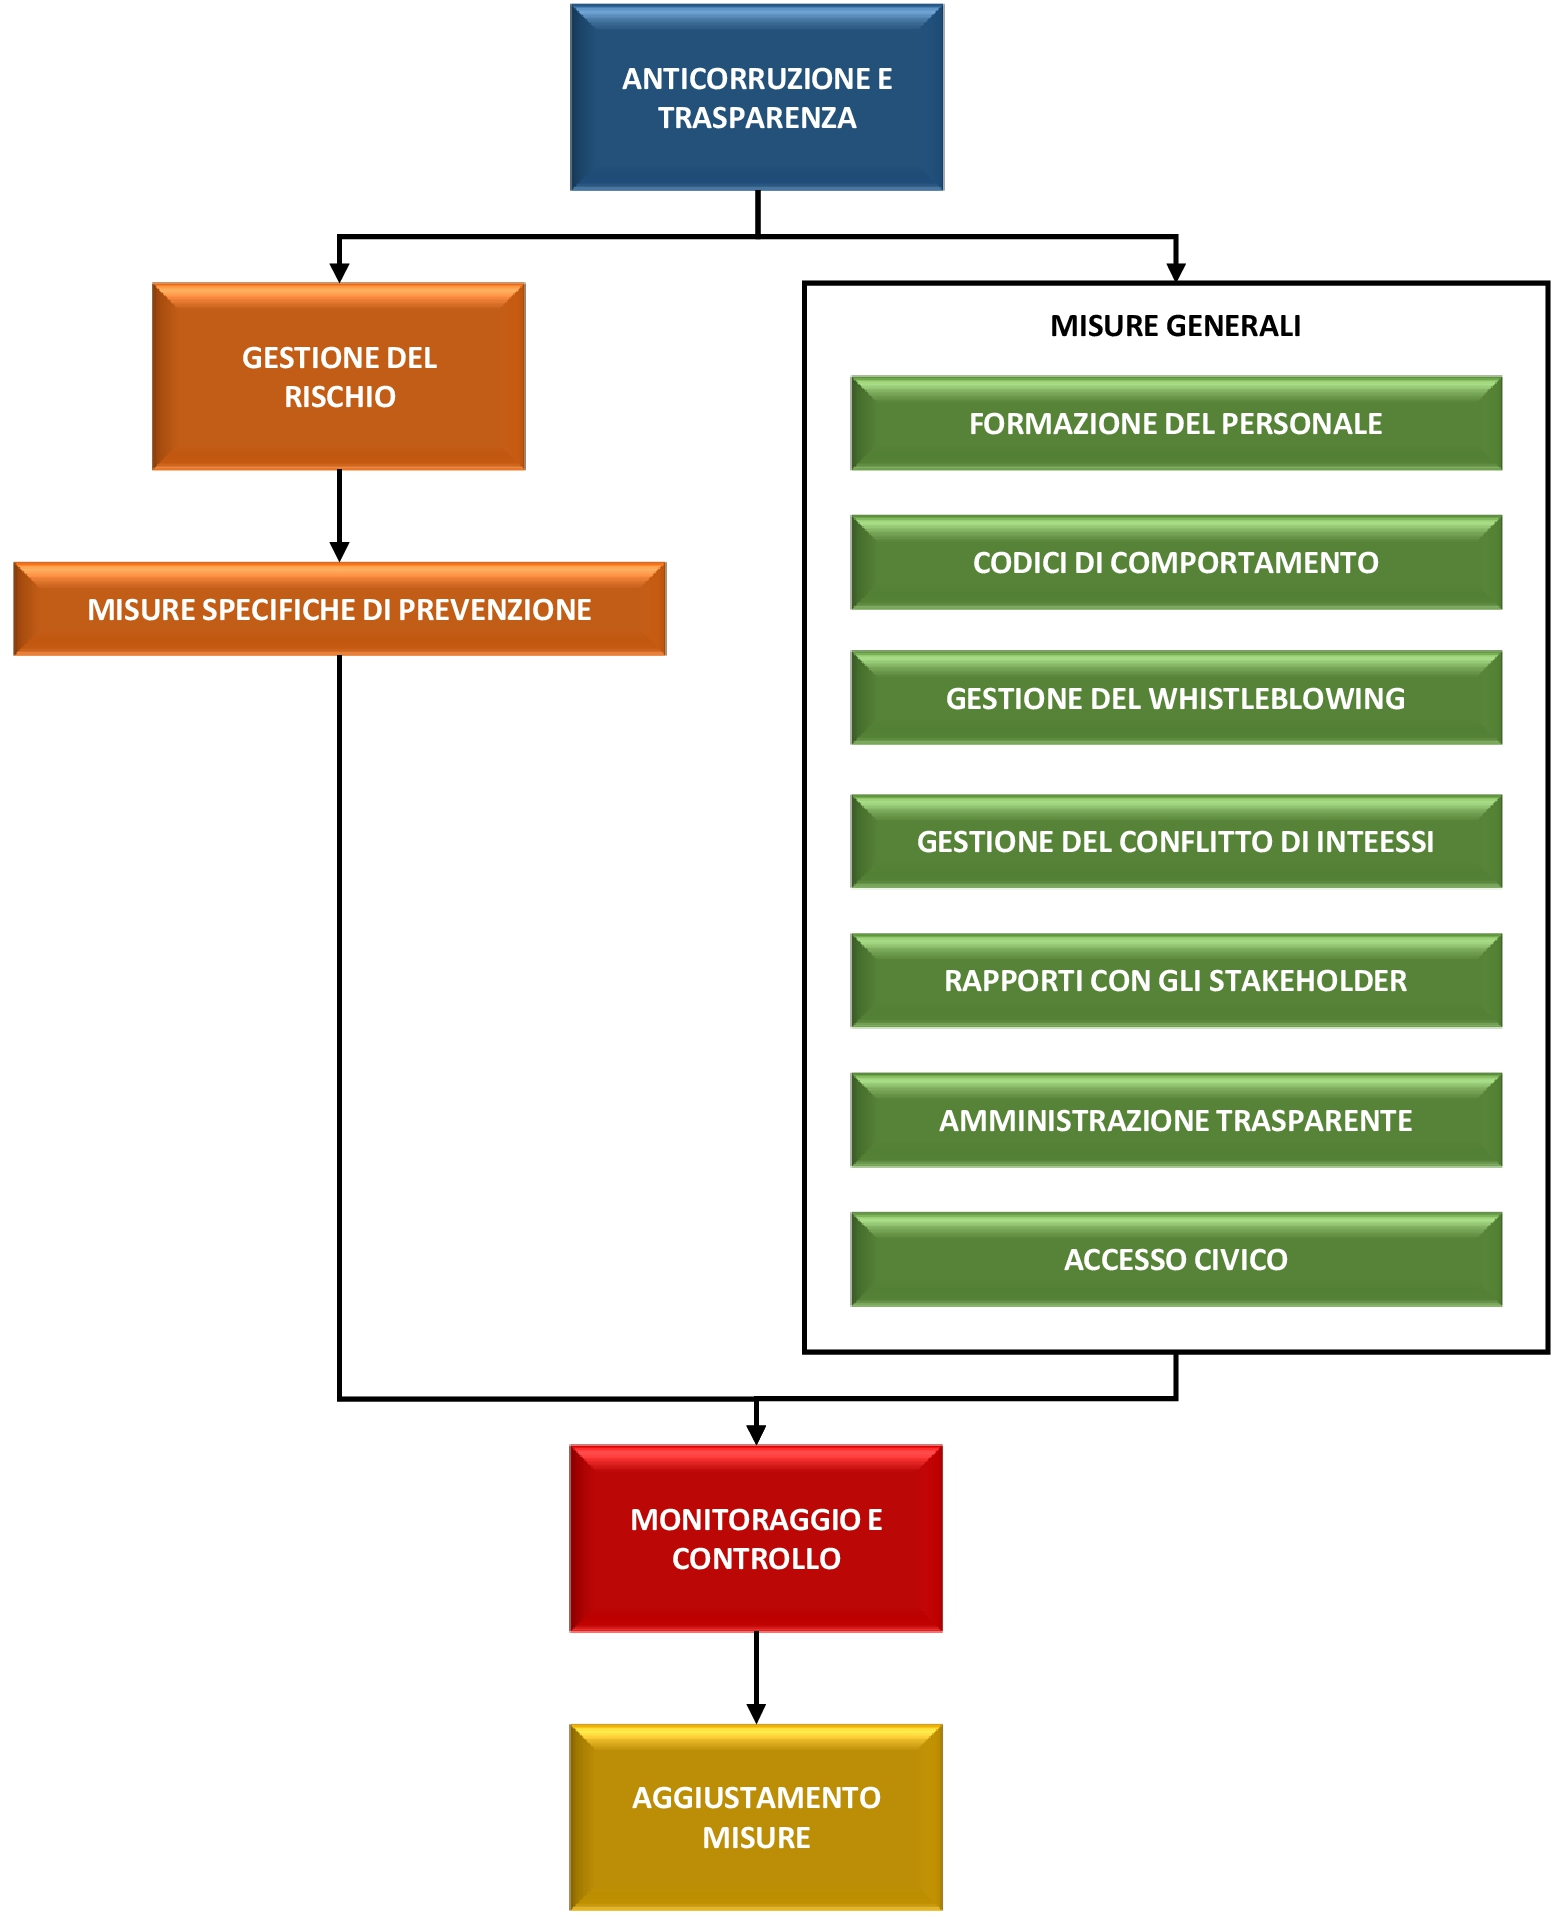 ANTICORRUZIONE E
TRASPARENZA
GESTIONE DEL
RISCHIO
MISURE SPECIFICHE DI PREVENZIONE
MISURE GENERALI
FORMAZIONE DEL PERSONALE
CODICI DI COMPORTAMENTO
GESTIONE DEL WHISTLEBLOWING
GESTIONE DEL CONFLITTO DI INTEESSI
RAPPORTI CON GLI STAKEHOLDER
AMMINISTRAZIONE TRASPARENTE
ACCESSO CIVICO
MONITORAGGIO E
CONTROLLO
AGGIUSTAMENTO
MISURE